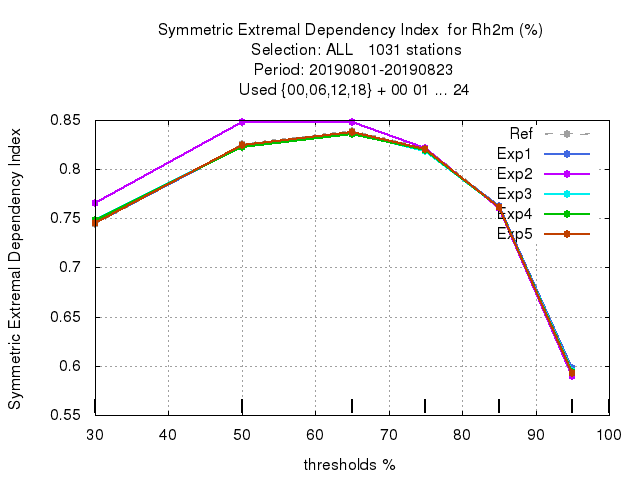 Symmetric Extremal Dependency Index  for Rh2m (%)
Selection: ALL   1031 stations
Period: 20190801-20190823
Used {00,06,12,18} + 00 01 ... 24
Symmetric Extremal Dependency Index
0.85
0.8
0.75
0.7
0.65
0.6
0.55
Ref
Exp1
Exp2
Exp3
Exp4
Exp5
30 40 50 60 70 80 90 100
thresholds %